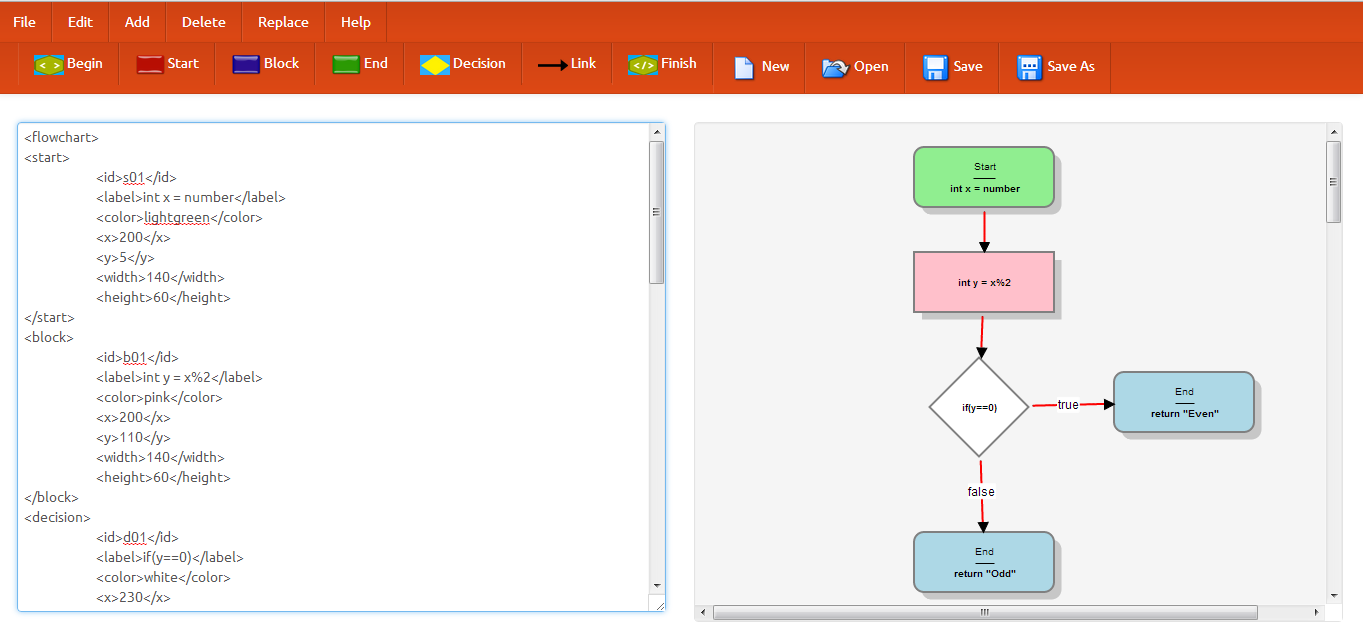 File Edit Add Delete Replace Help
<> Begin Start Block End Decision Link </> Finish New Open Save Save As
<flowchart>
<start>
<id>s01</id>
<label>int x = number</label>
<color>lightgreen</color>
<x>200</x>
<y>5</y>
<width>140</width>
<height>60</height>
</start>
<block>
<id>b01</id>
<label>int y = x%2</label>
<color>pink</color>
<x>200</x>
<y>110</y>
<width>140</width>
<height>60</height>
</block>
<decision>
<id>d01</id>
<label>if(y==0)</label>
<color>white</color>
<x>230</x>
Start
int x = number
int y = x%2
if(y==0)
true
End
return "Even"
false
End
return "Odd"